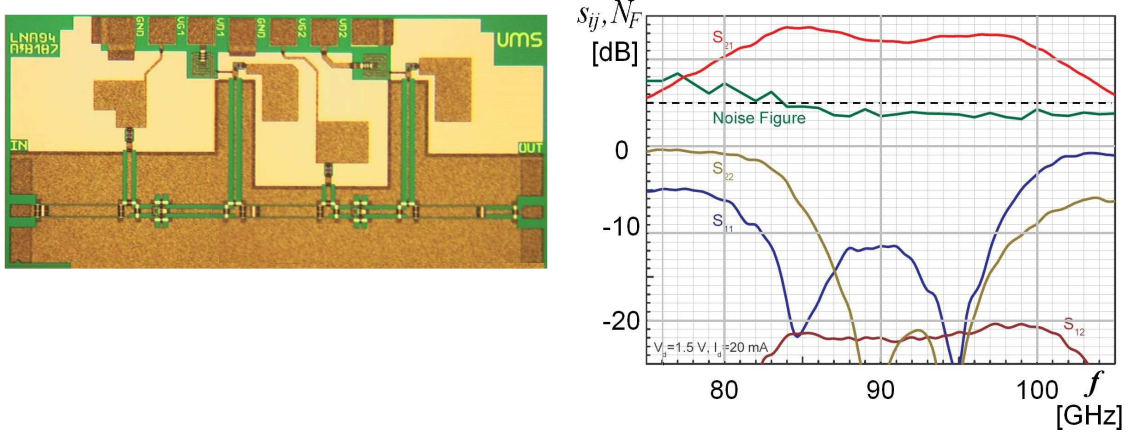 LNA94
GND
VG1
VD1
GND
VG2
VD2
UMS
IN
OUT
sij, NF
[dB]
S21
Noise Figure
0
S22
S11
-10
-20
S12
Vd=1.5 V, Id=20 mA
80
90
100
f
[GHz]